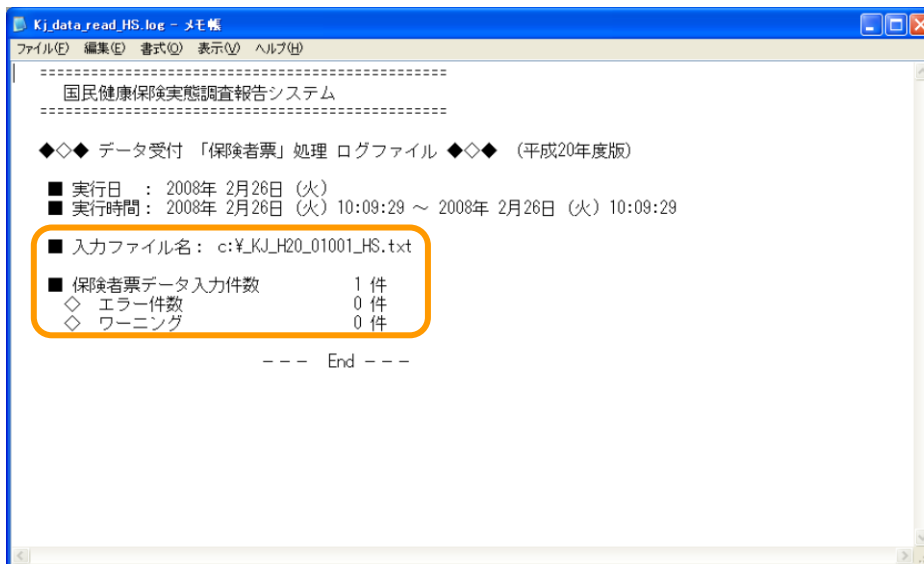 Kj_data_read_HS.log - メモ帳
ファイル(F) 編集(E) 書式(O) 表示(V) ヘルプ(H)
================================================
国民健康保険実態調査報告システム
================================================
◆◇◆ データ受付 「保険者票」処理 ログファイル ◆◇◆ (平成20年度版)
■ 実行日 : 2008年 2月26日 (火)
■ 実行時間: 2008年 2月26日 (火) 10:09:29 ~ 2008年 2月26日 (火) 10:09:29
■ 入力ファイル名: c:¥_KJ_H20_01001_HS.txt
■ 保険者票データ入力件数 1 件
◇ エラー件数 0 件
◇ ワーニング 0 件
--- End ---